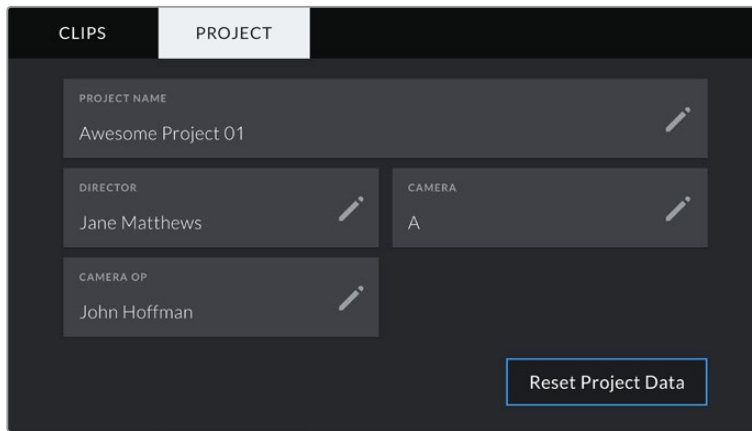 CLIPS
PROJECT
PROJECT NAME
Awesome Project 01
DIRECTOR
Jane Matthews
CAMERA
A
CAMERA OP
John Hoffman
Reset Project Data